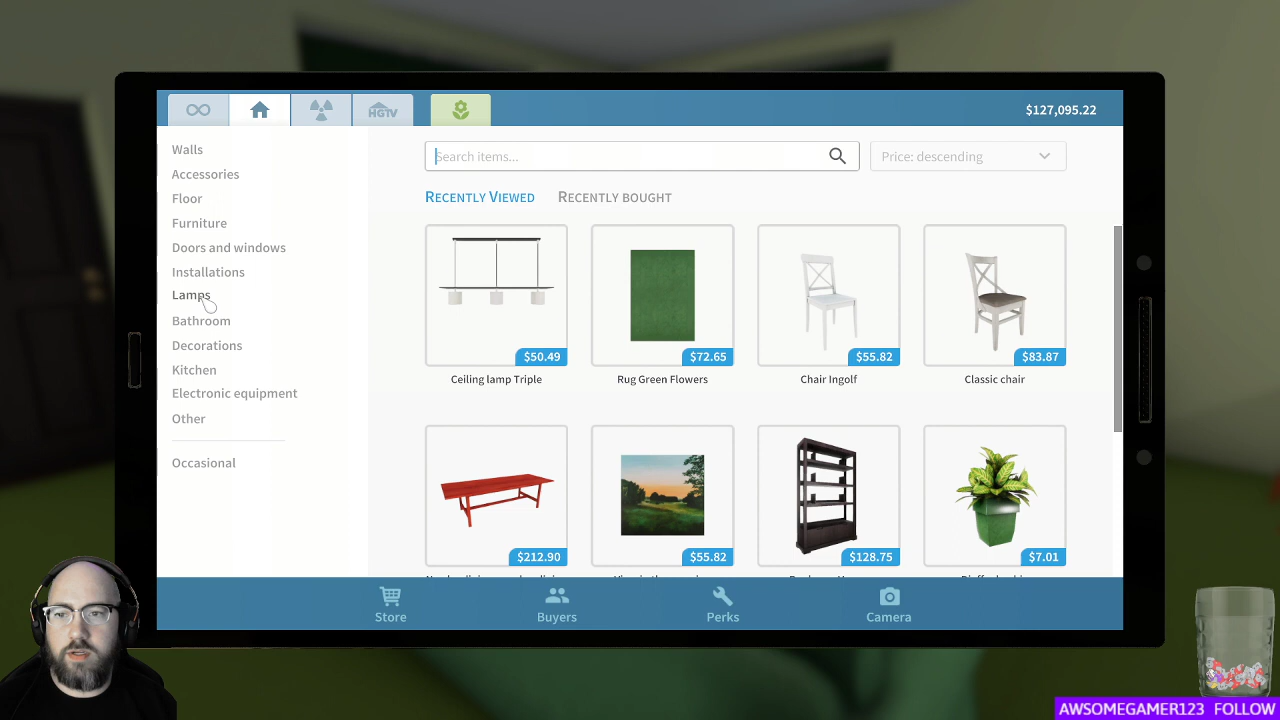 HGTV
$127,095.22
Walls
Accessories
Floor
Furniture
Doors and windows
Installations
Lamps
Bathroom
Decorations
Kitchen
Electronic equipment
Other
Occasional
Search items...
Price: descending
RECENTLY VIEWED
RECENTLY BOUGHT
$50.49
$72.65
$55.82
$83.87
Ceiling lamp Triple
Rug Green Flowers
Chair Ingolf
Classic chair
$212.90
$55.82
$128.75
$7.01
Store
Buyers
Perks
Camera
AWSOMEGAMER123 FOLLOW